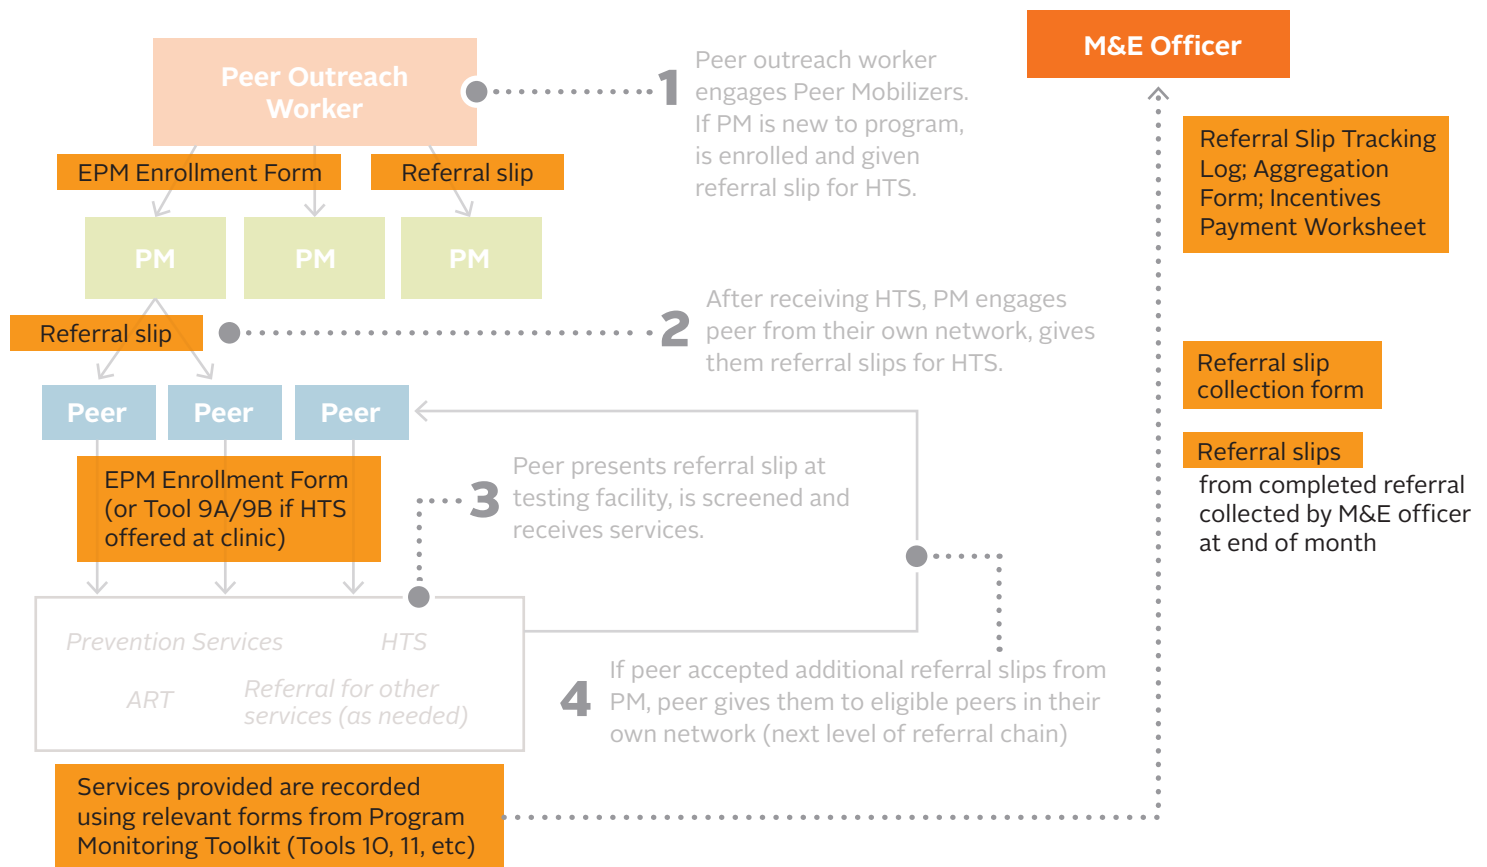 Peer Outreach
Worker
1
Peer outreach worker
engages Peer Mobilizers.
If PM is new to program,
is enrolled and given
referral slip for HTS.
M&E Officer
EPM Enrollment Form
Referral slip
Referral Slip Tracking
Log; Aggregation
Form; Incentives
Payment Worksheet
PM
PM
PM
Referral slip
2
After receiving HTS, PM engages
peer from their own network, gives
them referral slips for HTS.
Referral slip
collection form
Peer
Peer
Peer
Referral slips
from completed referral
collected by M&E officer
at end of month
EPM Enrollment Form
(or Tool 9A/9B if HTS
offered at clinic)
3
Peer presents referral slip at
testing facility, is screened and
receives services.
Prevention Services
HTS
ART
Referral for other
services (as needed)
4
If peer accepted additional referral slips from
PM, peer gives them to eligible peers in their
own network (next level of referral chain)
Services provided are recorded
using relevant forms from Program
Monitoring Toolkit (Tools 10, 11, etc)